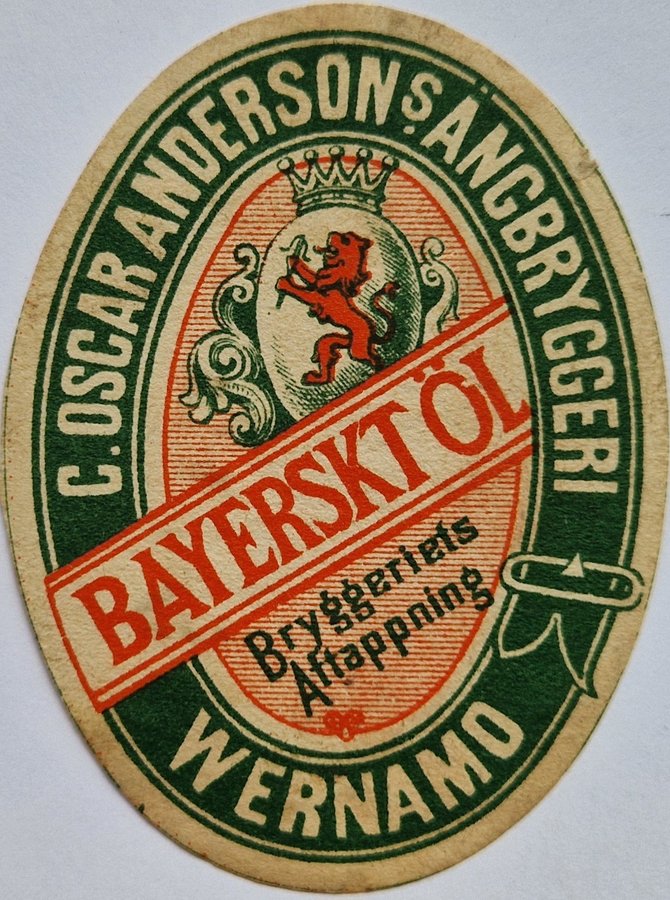 C. OSCAR ANDERSONS ÅNGBRYGGERI
BAYERSKT ÖL
Bryggeriets
Aftappning
WERNAMO